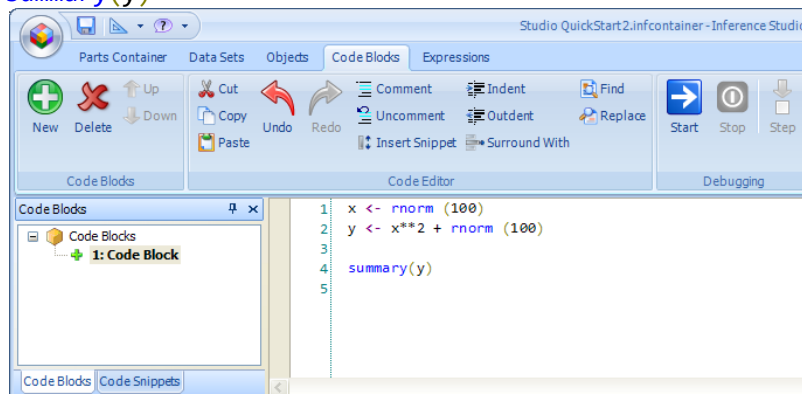 summary(y)
Studio QuickStart2.infcontainer - Inference Studio
Parts Container Data Sets Objects Code Blocks Expressions
New Delete Up Down
Cut Copy Paste
Undo Redo
Comment Uncomment Insert Snippet
Indent Outdent Surround With
Find Replace
Start Stop Step
Code Blocks Code Editor Debugging
Code Blocks
Code Blocks
1: Code Block
1 x <- rnorm (100)
2 y <- x**2 + rnorm (100)
3
4 summary(y)
5
Code Blocks Code Snippets